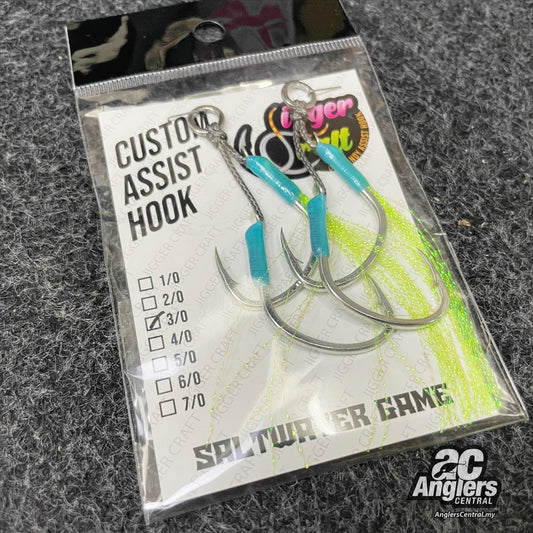 CUSTOM
ASSIST
HOOK
1/0
2/0
3/0
4/0
5/0
6/0
7/0
JIGGER CRAFT
SALTWATER GAME
AC
Anglers
CENTRAL
AnglersCentral.my